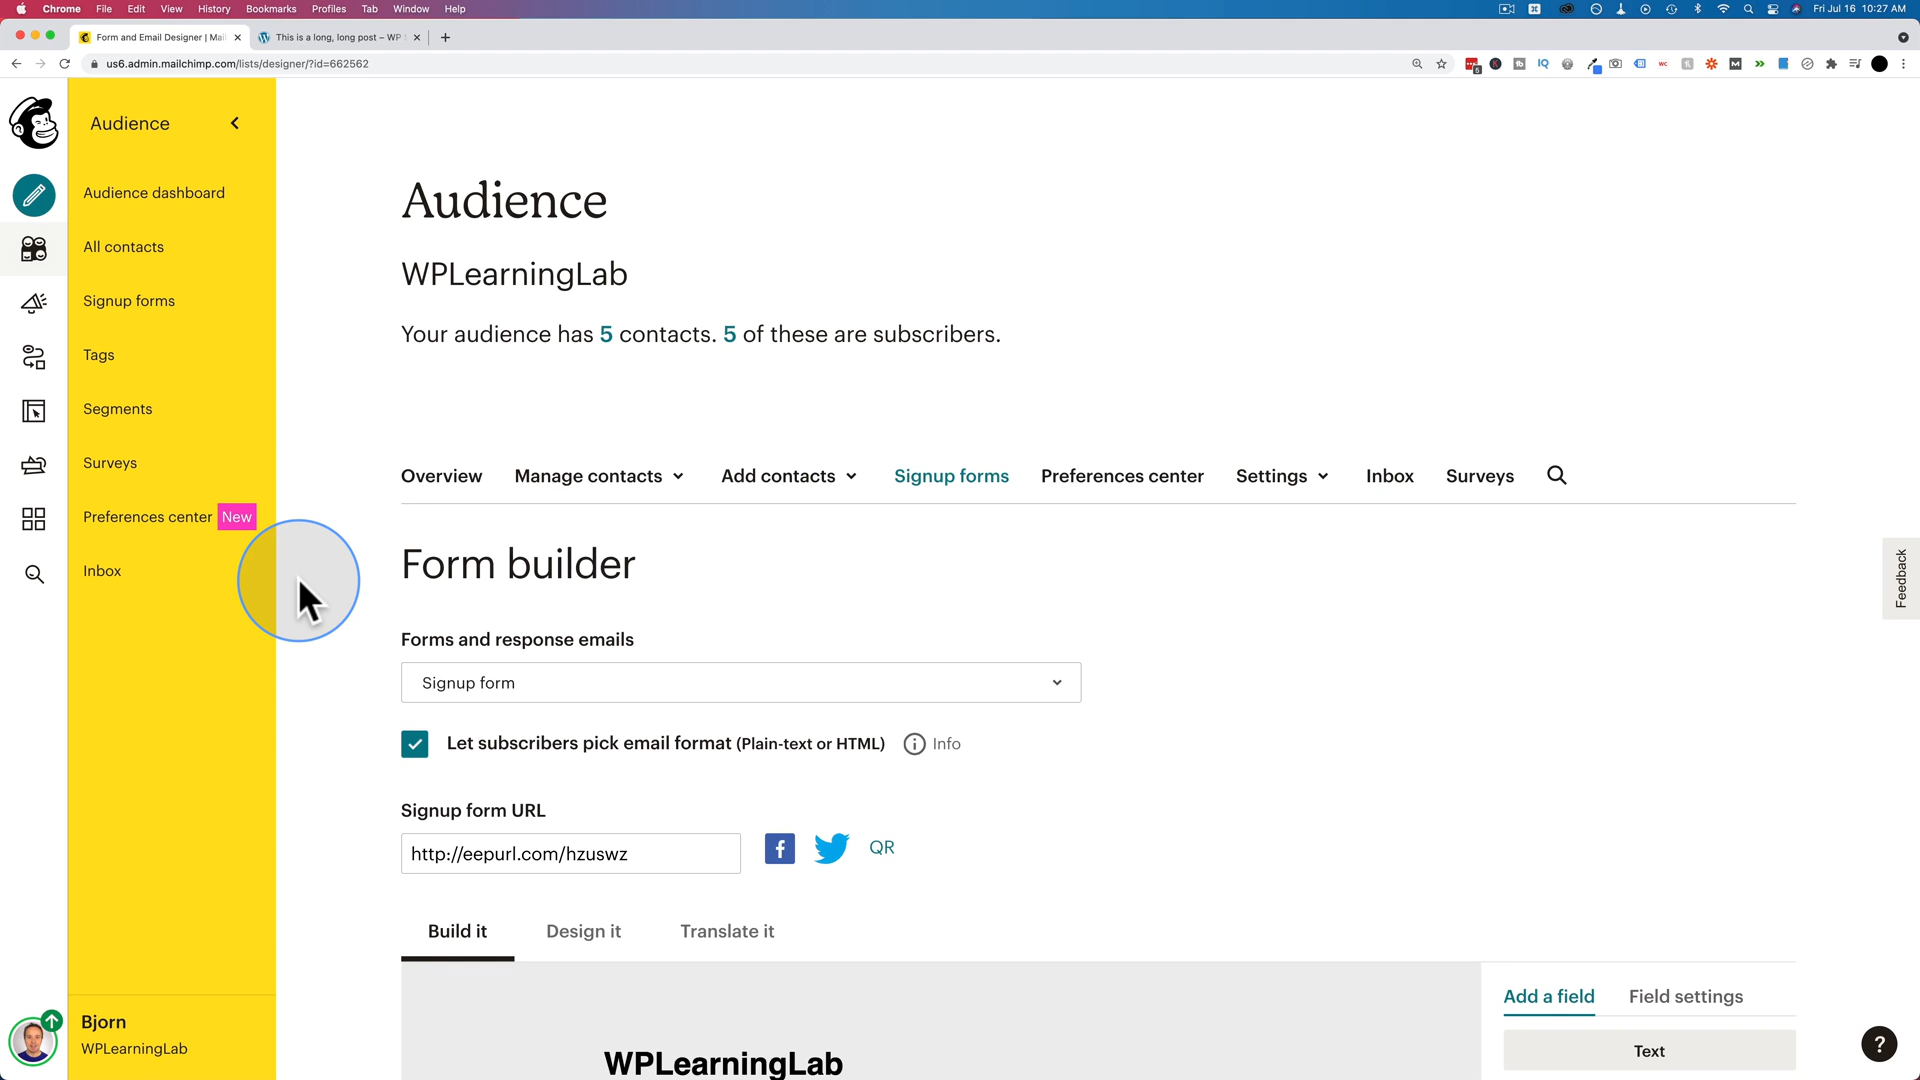 Chrome File Edit View History Bookmarks Profiles Tab Window Help
Fri Jul 16 10:27 AM
Form and Email Designer | Mai
This is a long, long post – WP
us6.admin.mailchimp.com/lists/designer/?id=662562
Audience
Audience dashboard
All contacts
Signup forms
Tags
Segments
Surveys
Preferences center New
Inbox
Bjorn
WPLearningLab
Audience
WPLearningLab
Your audience has 5 contacts. 5 of these are subscribers.
Overview Manage contacts Add contacts Signup forms Preferences center Settings Inbox Surveys
Form builder
Forms and response emails
Signup form
Let subscribers pick email format (Plain-text or HTML) Info
Signup form URL
http://eepurl.com/hzuswz
QR
Build it Design it Translate it
WPLearningLab
Add a field Field settings
Text
Feedback
?